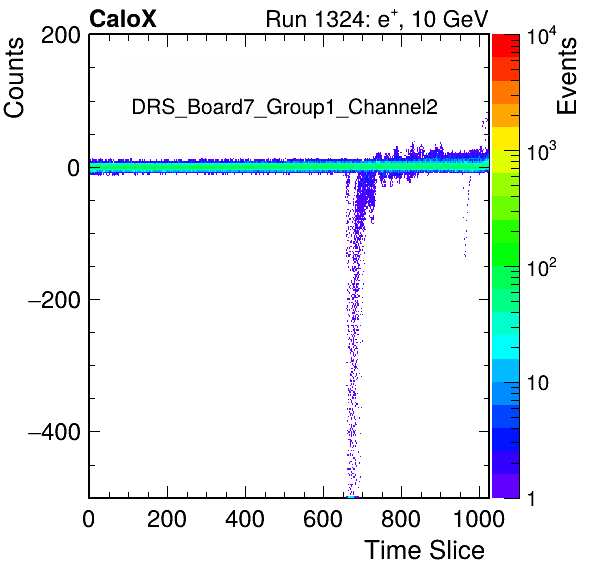 CaloX Run 1324: e⁺, 10 GeV
Counts
Events
DRS_Board7_Group1_Channel2
200
0
−200
−400
0 200 400 600 800 1000
Time Slice
10⁴
10³
10²
10
1